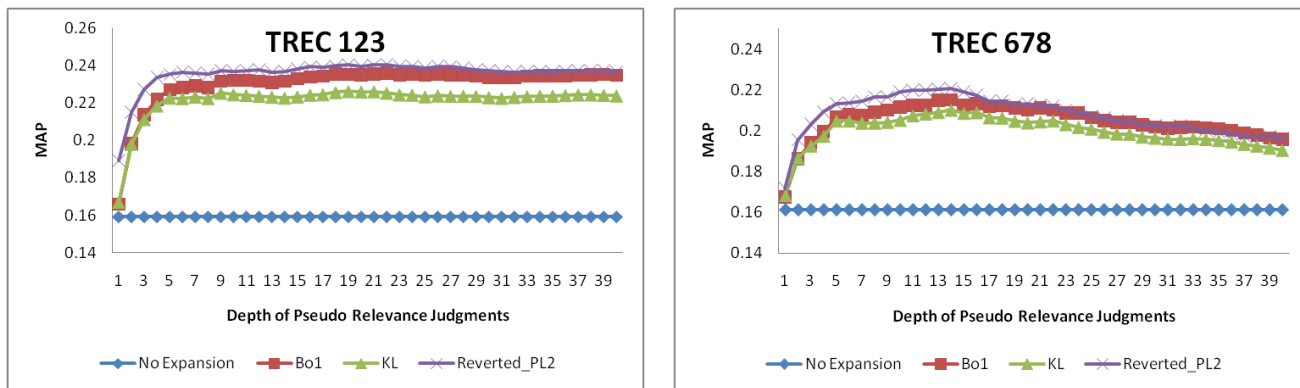 TREC 123
0.26
0.24
0.22
0.2
0.18
0.16
0.14
MAP
1 3 5 7 9 11 13 15 17 19 21 23 25 27 29 31 33 35 37 39
Depth of Pseudo Relevance Judgments
No Expansion Bo1 KL Reverted_PL2
TREC 678
0.24
0.22
0.2
0.18
0.16
0.14
MAP
1 3 5 7 9 11 13 15 17 19 21 23 25 27 29 31 33 35 37 39
Depth of Pseudo Relevance Judgments
No Expansion Bo1 KL Reverted_PL2